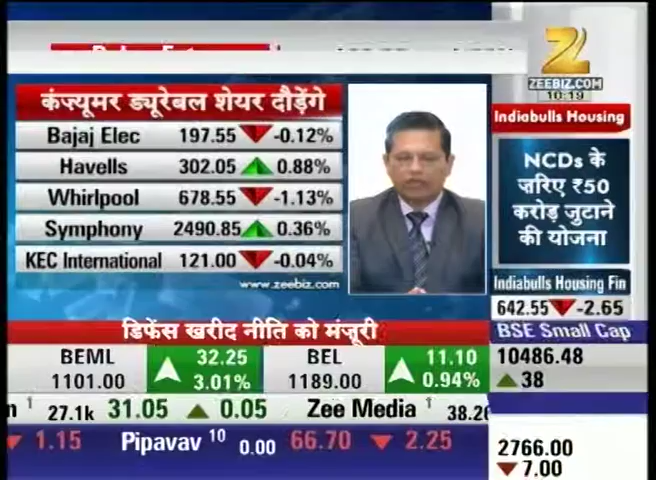 ZEEBIZ.COM
10:19
कंज़्यूमर ड्यूरेबल शेयर दौड़ेंगे
Bajaj Elec 197.55 -0.12%
Havells 302.05 0.88%
Whirlpool 678.55 -1.13%
Symphony 2490.85 0.36%
KEC International 121.00 -0.04%
www.zeebiz.com
Indiabulls Housing
NCDs के
ज़रिए ₹50
करोड़ जुटाने
की योजना
Indiabulls Housing Fin
642.55 -2.65
डिफेंस खरीद नीति को मंज़ूरी
BEML 32.25
1101.00 3.01%
BEL 11.10
1189.00 0.94%
BSE Small Cap
10486.48
38
27.1k 31.05 0.05 Zee Media 1 38.2
1.15 Pipavav 10 0.00 66.70 2.25
2766.00
7.00